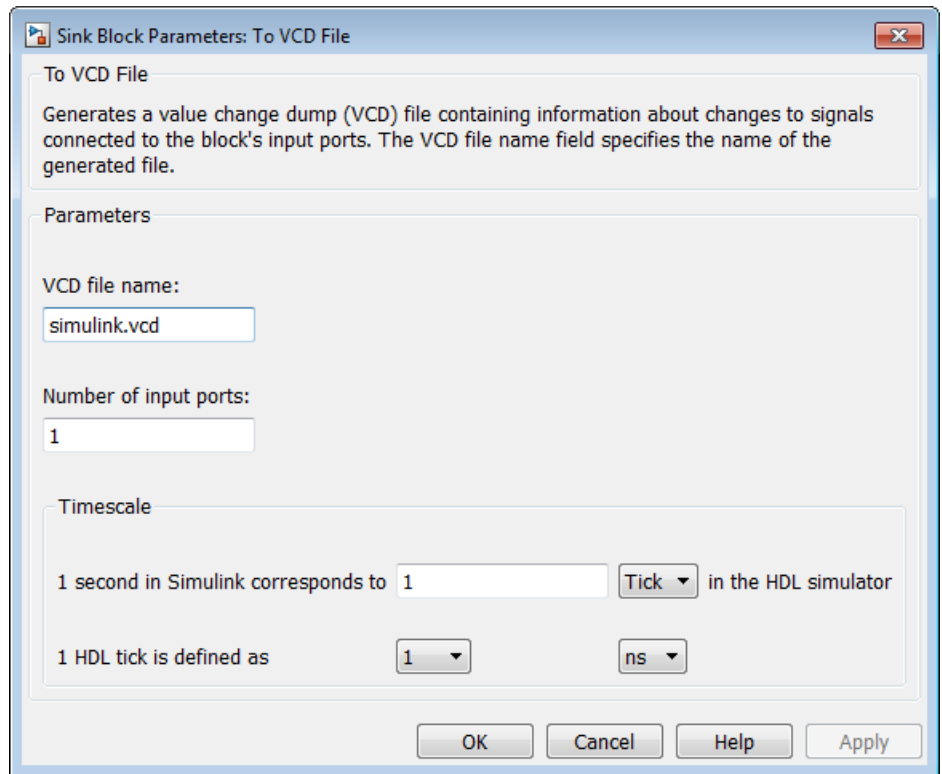 Sink Block Parameters: To VCD File
To VCD File
Generates a value change dump (VCD) file containing information about changes to signals
connected to the block's input ports. The VCD file name field specifies the name of the
generated file.
Parameters
VCD file name:
simulink.vcd
Number of input ports:
1
Timescale
1 second in Simulink corresponds to 1 Tick in the HDL simulator
1 HDL tick is defined as 1 ns
OK Cancel Help Apply